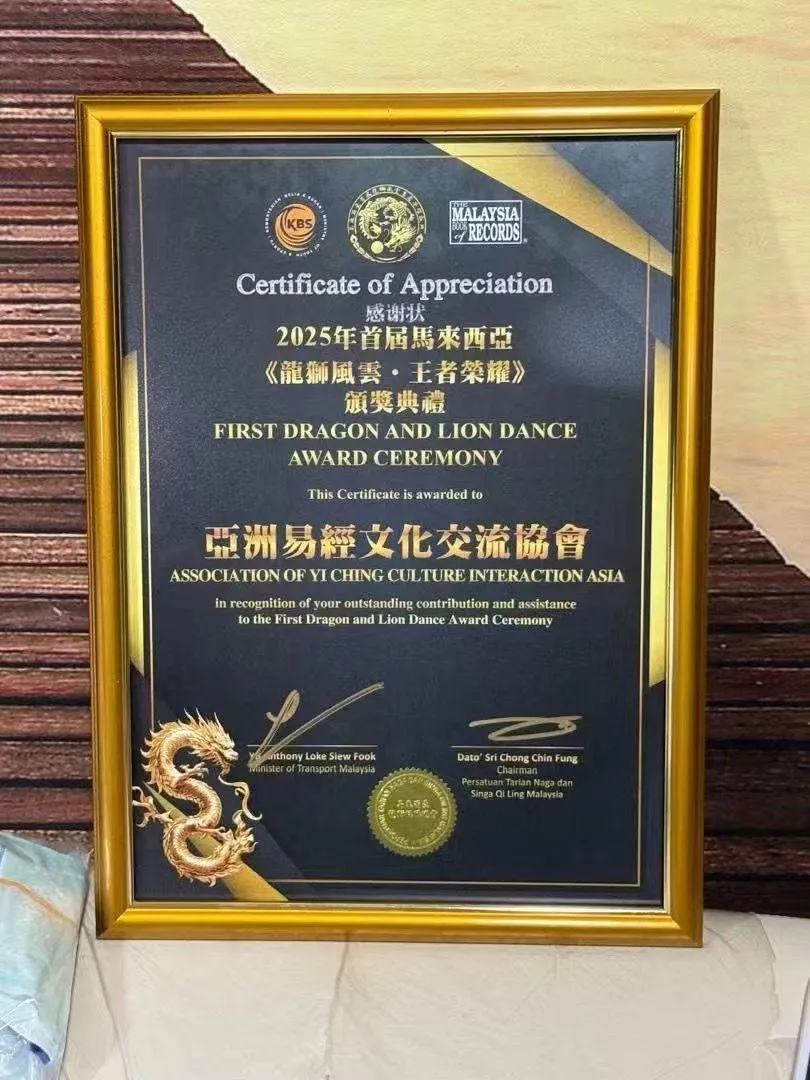 KBS
THE
MALAYSIA
BOOK
of RECORDS
Certificate of Appreciation
感谢状
2025年首屆馬來西亞
《龍獅風雲·王者榮耀》
頒獎典禮
FIRST DRAGON AND LION DANCE
AWARD CEREMONY
This Certificate is awarded to
亞洲易經文化交流協會
ASSOCIATION OF YI CHING CULTURE INTERACTION ASIA
in recognition of your outstanding contribution and assistance
to the First Dragon and Lion Dance Award Ceremony
Anthony Loke Siew Fook
Minister of Transport Malaysia
Dato' Sri Chong Chin Fung
Chairman
Persatuan Tarian Naga dan
Singa Qi Ling Malaysia